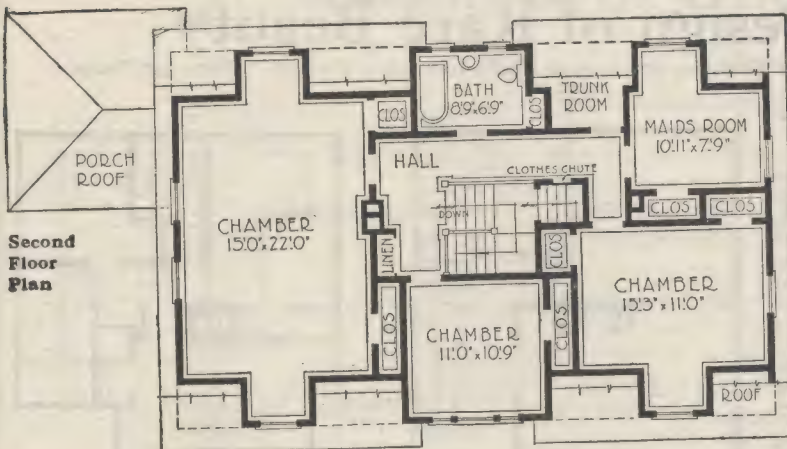 BATH
8'9"x6'9"
CLOS
CLOS
TRUNK
ROOM
MAIDS ROOM
10'11"x7'9"
PORCH
ROOF
HALL
CLOTHES CHUTE
DOWN
CLOS
CLOS
CHAMBER
15'0"x22'0"
Second
Floor
Plan
LINEN
CLOS
CHAMBER
15'3"x11'0"
CLOS
CHAMBER
11'0"x10'9"
CLOS
ROOF